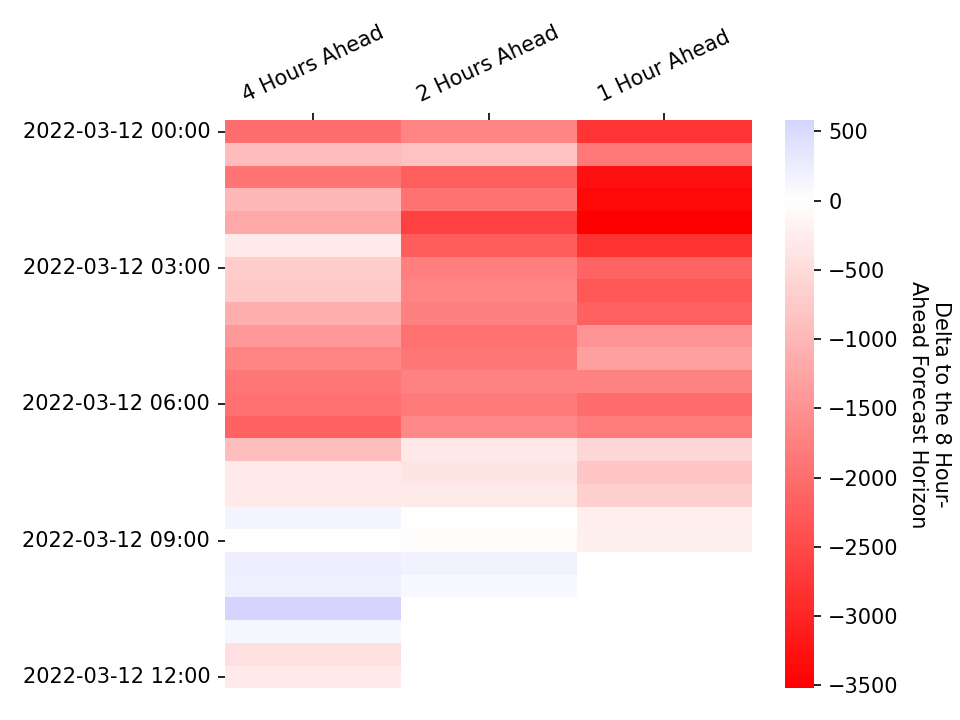 4 Hours Ahead
2 Hours Ahead
1 Hour Ahead
2022-03-12 00:00
2022-03-12 03:00
2022-03-12 06:00
2022-03-12 09:00
2022-03-12 12:00
500
0
−500
−1000
−1500
−2000
−2500
−3000
−3500
Delta to the 8 Hour-
Ahead Forecast Horizon